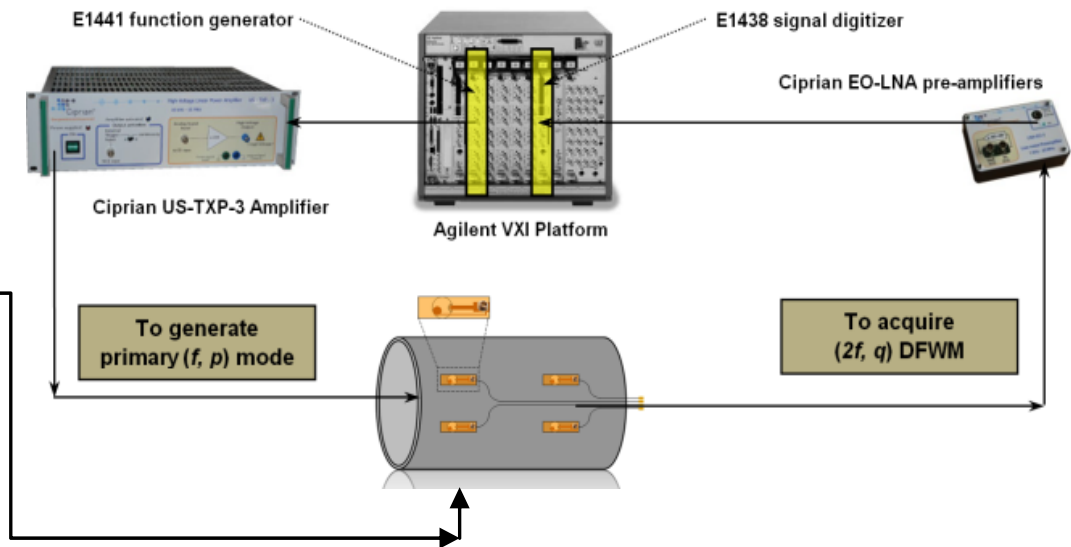 E1441 function generator
E1438 signal digitizer
Ciprian EO-LNA pre-amplifiers
Ciprian
Ciprian US-TXP-3 Amplifier
Agilent VXI Platform
To generate
primary (f, p) mode
To acquire
(2f, q) DFWM